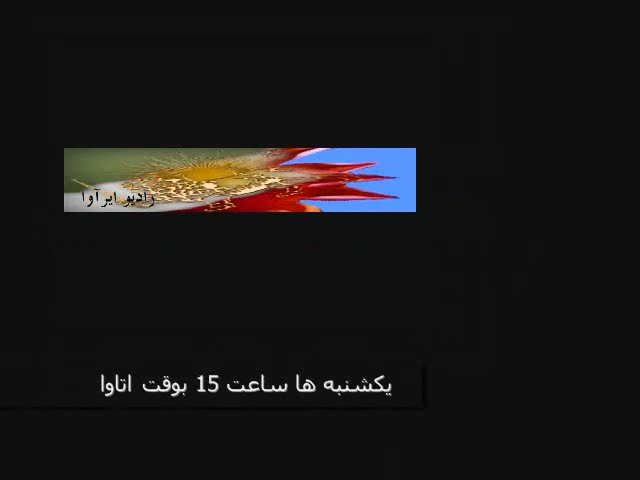 رادیو ایرآوا
یکشنبه ها ساعت 15 بوقت اتاوا